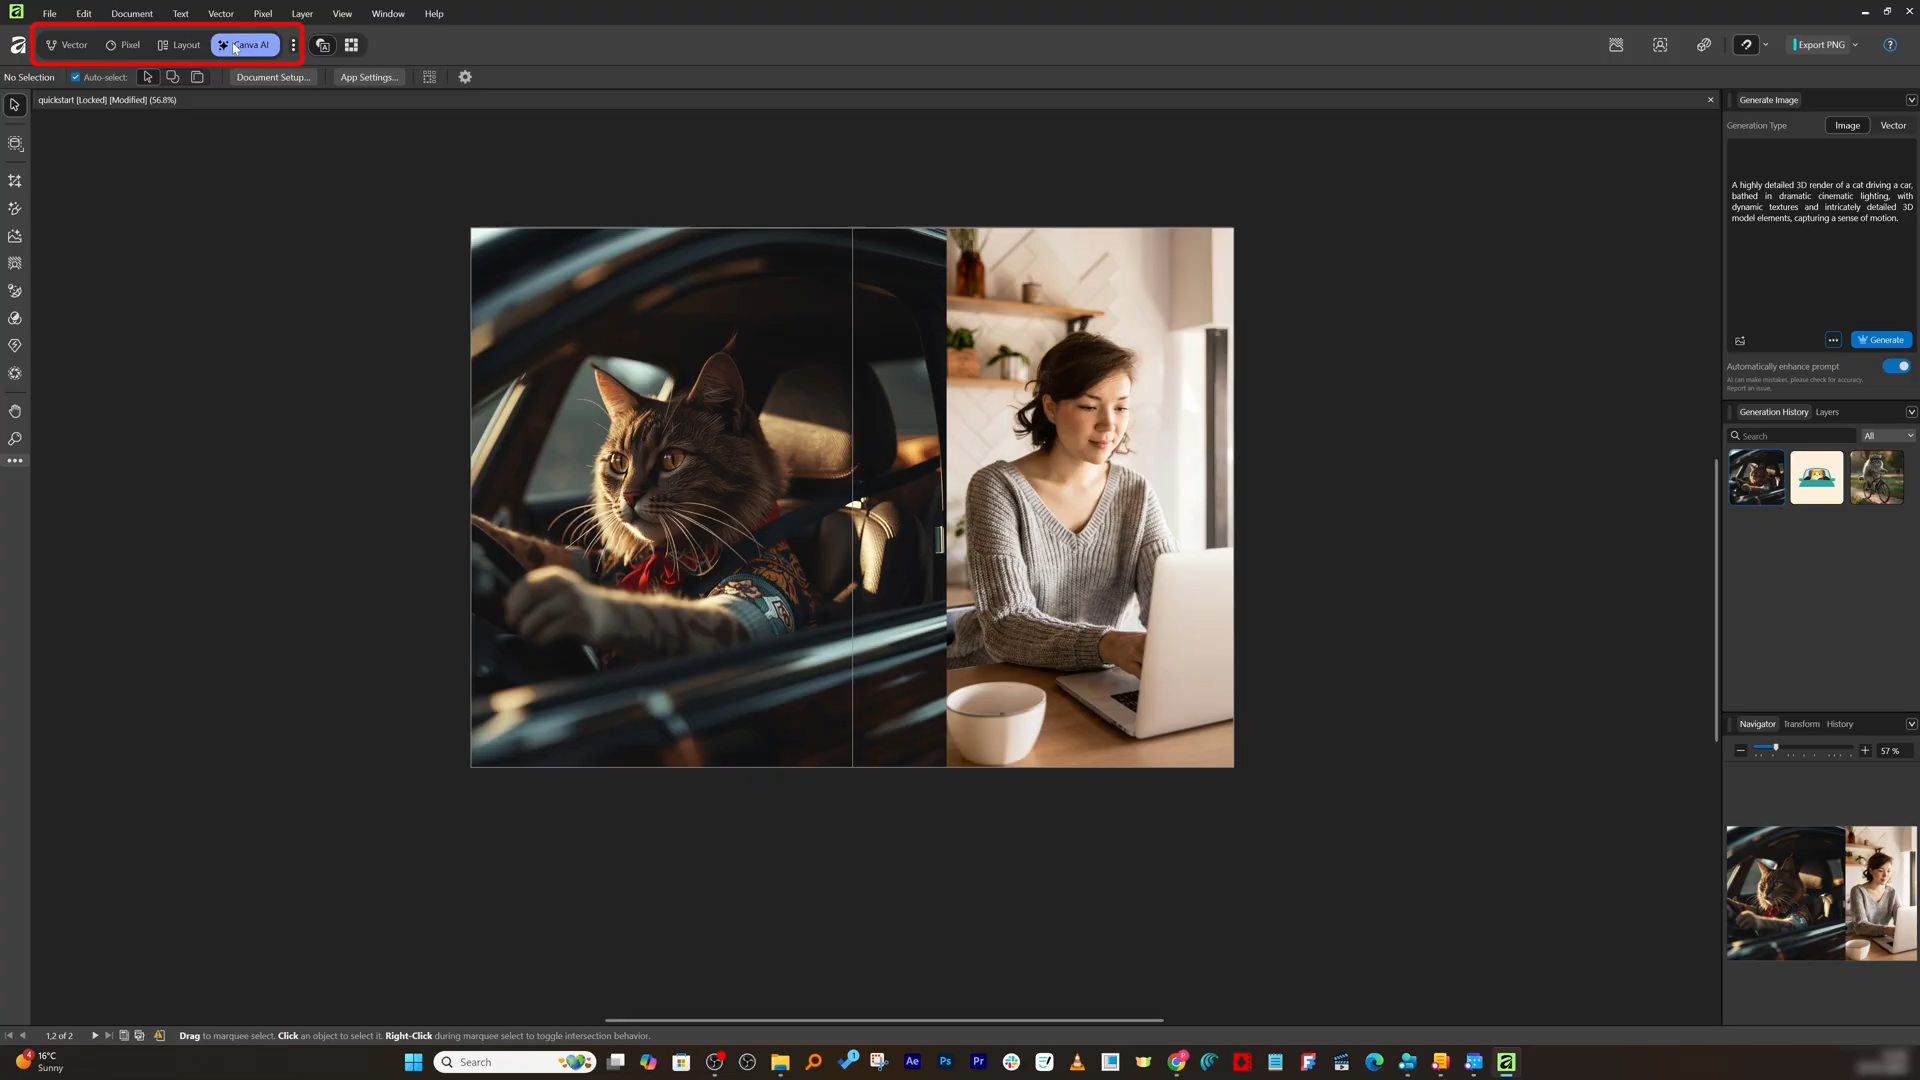 File Edit Document Text Vector Pixel Layer View Window Help
Vector Pixel Layout Canva AI Export PNG
No Selection Auto-select: Document Setup... App Settings...
quickstart [Locked] [Modified] (56.8%)
Generate Image
Generation Type Image Vector
A highly detailed 3D render of a cat driving a car,
bathed in dramatic cinematic lighting, with
dynamic textures and intricately detailed 3D
model elements, capturing a sense of motion.
Generate
Automatically enhance prompt
AI can make mistakes, please check for accuracy.
Report an issue.
Generation History Layers
Search All
Navigator Transform History
57 %
1,2 of 2 Drag to marquee select. Click an object to select it. Right-Click during marquee select to toggle intersection behavior.
4 16°C
Sunny
Search 1 Ae Ps Pr